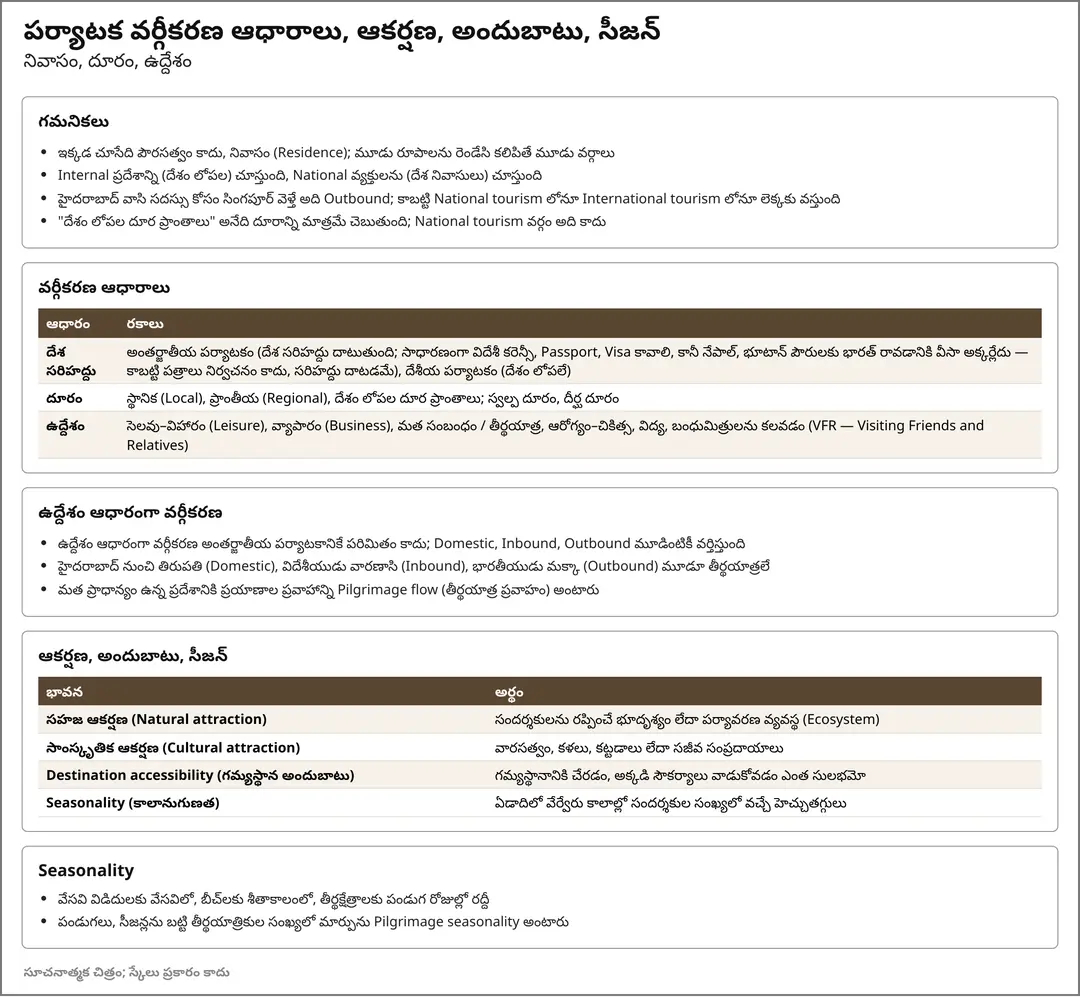 పర్యాటక వర్గీకరణ ఆధారాలు, ఆకర్షణ, అందుబాటు, సీజన్
నివాసం, దూరం, ఉద్దేశం
గమనికలు
• ఇక్కడ చూసేది పౌరసత్వం కాదు, నివాసం (Residence); మూడు రూపాలను రెండేసి కలిపితే మూడు వర్గాలు
• Internal ప్రదేశాన్ని (దేశం లోపల) చూస్తుంది, National వ్యక్తులను (దేశ నివాసులు) చూస్తుంది
• హైదరాబాద్ వాసి సదస్సు కోసం సింగపూర్ వెళ్తే అది Outbound; కాబట్టి National tourism లోనూ International tourism లోనూ లెక్కకు వస్తుంది
• "దేశం లోపల దూర ప్రాంతాలు" అనేది దూరాన్ని మాత్రమే చెబుతుంది; National tourism వర్గం అది కాదు
వర్గీకరణ ఆధారాలు
ఆధారం రకాలు
దేశ సరిహద్దు అంతర్జాతీయ పర్యాటకం (దేశ సరిహద్దు దాటుతుంది; సాధారణంగా విదేశీ కరెన్సీ, Passport, Visa కావాలి, కానీ నేపాల్, భూటాన్ పౌరులకు భారత్ రావడానికి వీసా అక్కర్లేదు —
కాబట్టి పత్రాలు నిర్వచనం కాదు, సరిహద్దు దాటడమే), దేశీయ పర్యాటకం (దేశం లోపలే)
దూరం స్థానిక (Local), ప్రాంతీయ (Regional), దేశం లోపల దూర ప్రాంతాలు; స్వల్ప దూరం, దీర్ఘ దూరం
ఉద్దేశం సెలవు–విహారం (Leisure), వ్యాపారం (Business), మత సంబంధం / తీర్థయాత్ర, ఆరోగ్యం–చికిత్స, విద్య, బంధుమిత్రులను కలవడం (VFR — Visiting Friends and
Relatives)
ఉద్దేశం ఆధారంగా వర్గీకరణ
• ఉద్దేశం ఆధారంగా వర్గీకరణ అంతర్జాతీయ పర్యాటకానికే పరిమితం కాదు; Domestic, Inbound, Outbound మూడింటికీ వర్తిస్తుంది
• హైదరాబాద్ నుంచి తిరుపతి (Domestic), విదేశీయుడు వారణాసి (Inbound), భారతీయుడు మక్కా (Outbound) మూడూ తీర్థయాత్రలే
• మత ప్రాధాన్యం ఉన్న ప్రదేశానికి ప్రయాణాల ప్రవాహాన్ని Pilgrimage flow (తీర్థయాత్ర ప్రవాహం) అంటారు
ఆకర్షణ, అందుబాటు, సీజన్
భావన అర్థం
సహజ ఆకర్షణ (Natural attraction) సందర్శకులను రప్పించే భూదృశ్యం లేదా పర్యావరణ వ్యవస్థ (Ecosystem)
సాంస్కృతిక ఆకర్షణ (Cultural attraction) వారసత్వం, కళలు, కట్టడాలు లేదా సజీవ సంప్రదాయాలు
Destination accessibility (గమ్యస్థాన అందుబాటు) గమ్యస్థానానికి చేరడం, అక్కడి సౌకర్యాలు వాడుకోవడం ఎంత సులభమో
Seasonality (కాలానుగుణత) ఏడాదిలో వేర్వేరు కాలాల్లో సందర్శకుల సంఖ్యలో వచ్చే హెచ్చుతగ్గులు
Seasonality
• వేసవి విడిదులకు వేసవిలో, బీచ్‌లకు శీతాకాలంలో, తీర్థక్షేత్రాలకు పండుగ రోజుల్లో రద్దీ
• పండుగలు, సీజన్లను బట్టి తీర్థయాత్రికుల సంఖ్యలో మార్పును Pilgrimage seasonality అంటారు
సూచనాత్మక చిత్రం; స్కేలు ప్రకారం కాదు